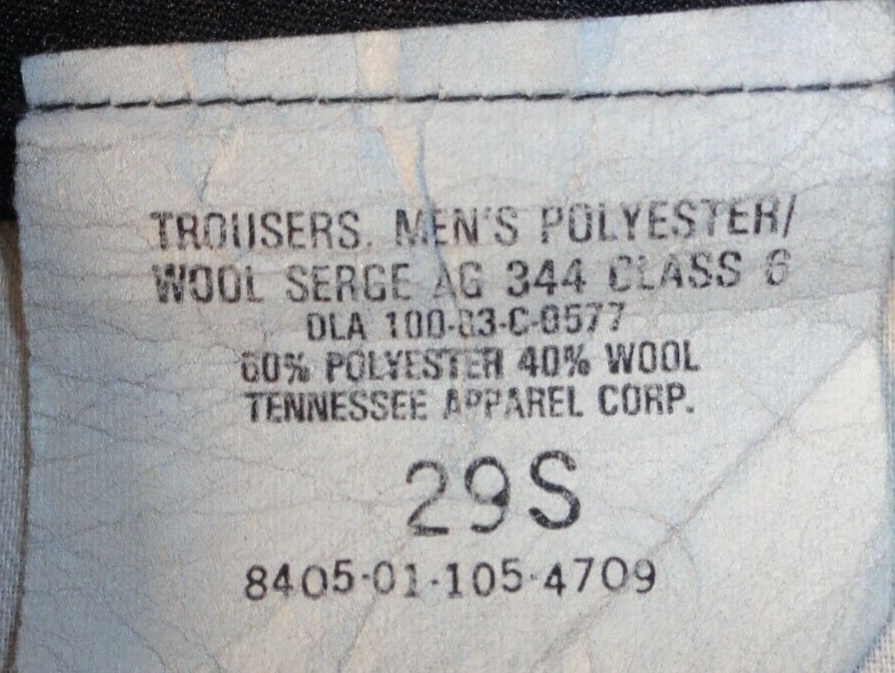 TROUSERS, MEN'S POLYESTER/
WOOL SERGE AG 344 CLASS 6
DLA 100-83-C-0577
60% POLYESTER 40% WOOL
TENNESSEE APPAREL CORP.
29S
8405-01-105-4709